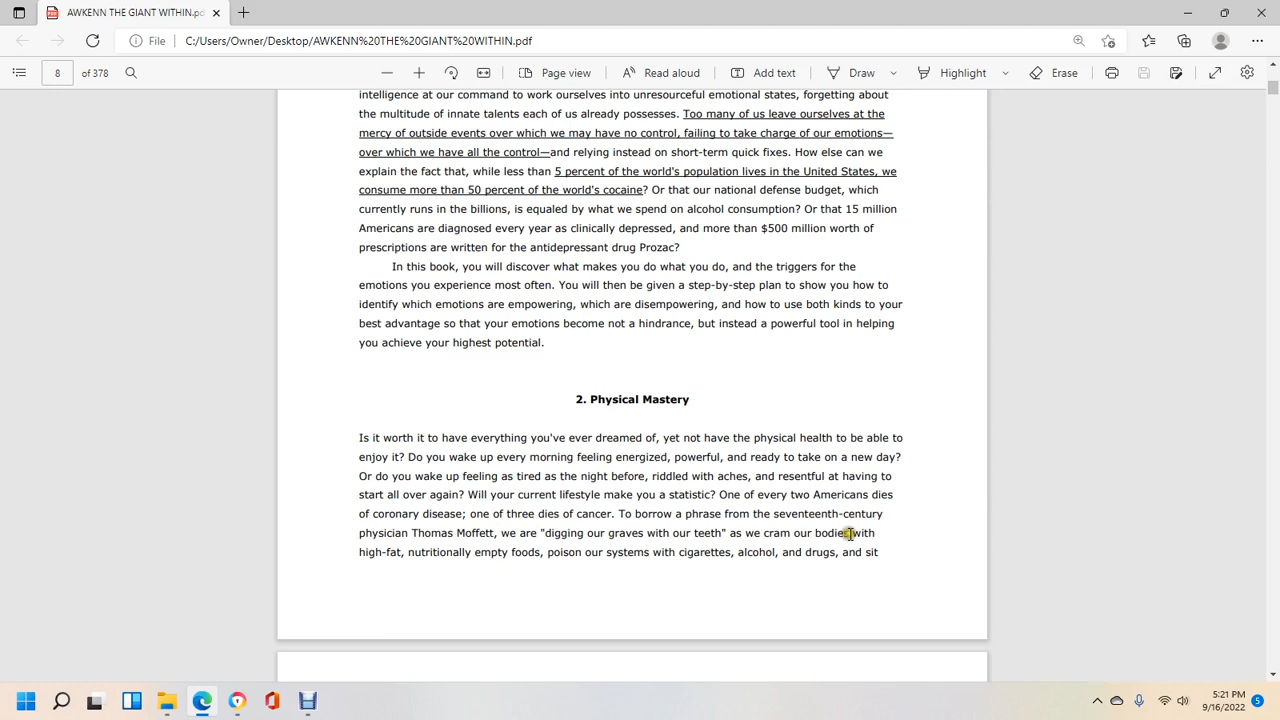 AWKENN THE GIANT WITHIN.pd
File C:/Users/Owner/Desktop/AWKENN%20THE%20GIANT%20WITHIN.pdf
8 of 378 Page view Read aloud Add text Draw Highlight Erase
intelligence at our command to work ourselves into unresourceful emotional states, forgetting about
the multitude of innate talents each of us already possesses. Too many of us leave ourselves at the
mercy of outside events over which we may have no control, failing to take charge of our emotions—
over which we have all the control—and relying instead on short-term quick fixes. How else can we
explain the fact that, while less than 5 percent of the world's population lives in the United States, we
consume more than 50 percent of the world's cocaine? Or that our national defense budget, which
currently runs in the billions, is equaled by what we spend on alcohol consumption? Or that 15 million
Americans are diagnosed every year as clinically depressed, and more than $500 million worth of
prescriptions are written for the antidepressant drug Prozac?
In this book, you will discover what makes you do what you do, and the triggers for the
emotions you experience most often. You will then be given a step-by-step plan to show you how to
identify which emotions are empowering, which are disempowering, and how to use both kinds to your
best advantage so that your emotions become not a hindrance, but instead a powerful tool in helping
you achieve your highest potential.
2. Physical Mastery
Is it worth it to have everything you've ever dreamed of, yet not have the physical health to be able to
enjoy it? Do you wake up every morning feeling energized, powerful, and ready to take on a new day?
Or do you wake up feeling as tired as the night before, riddled with aches, and resentful at having to
start all over again? Will your current lifestyle make you a statistic? One of every two Americans dies
of coronary disease; one of three dies of cancer. To borrow a phrase from the seventeenth-century
physician Thomas Moffett, we are "digging our graves with our teeth" as we cram our bodies with
high-fat, nutritionally empty foods, poison our systems with cigarettes, alcohol, and drugs, and sit
5:21 PM
9/16/2022
5